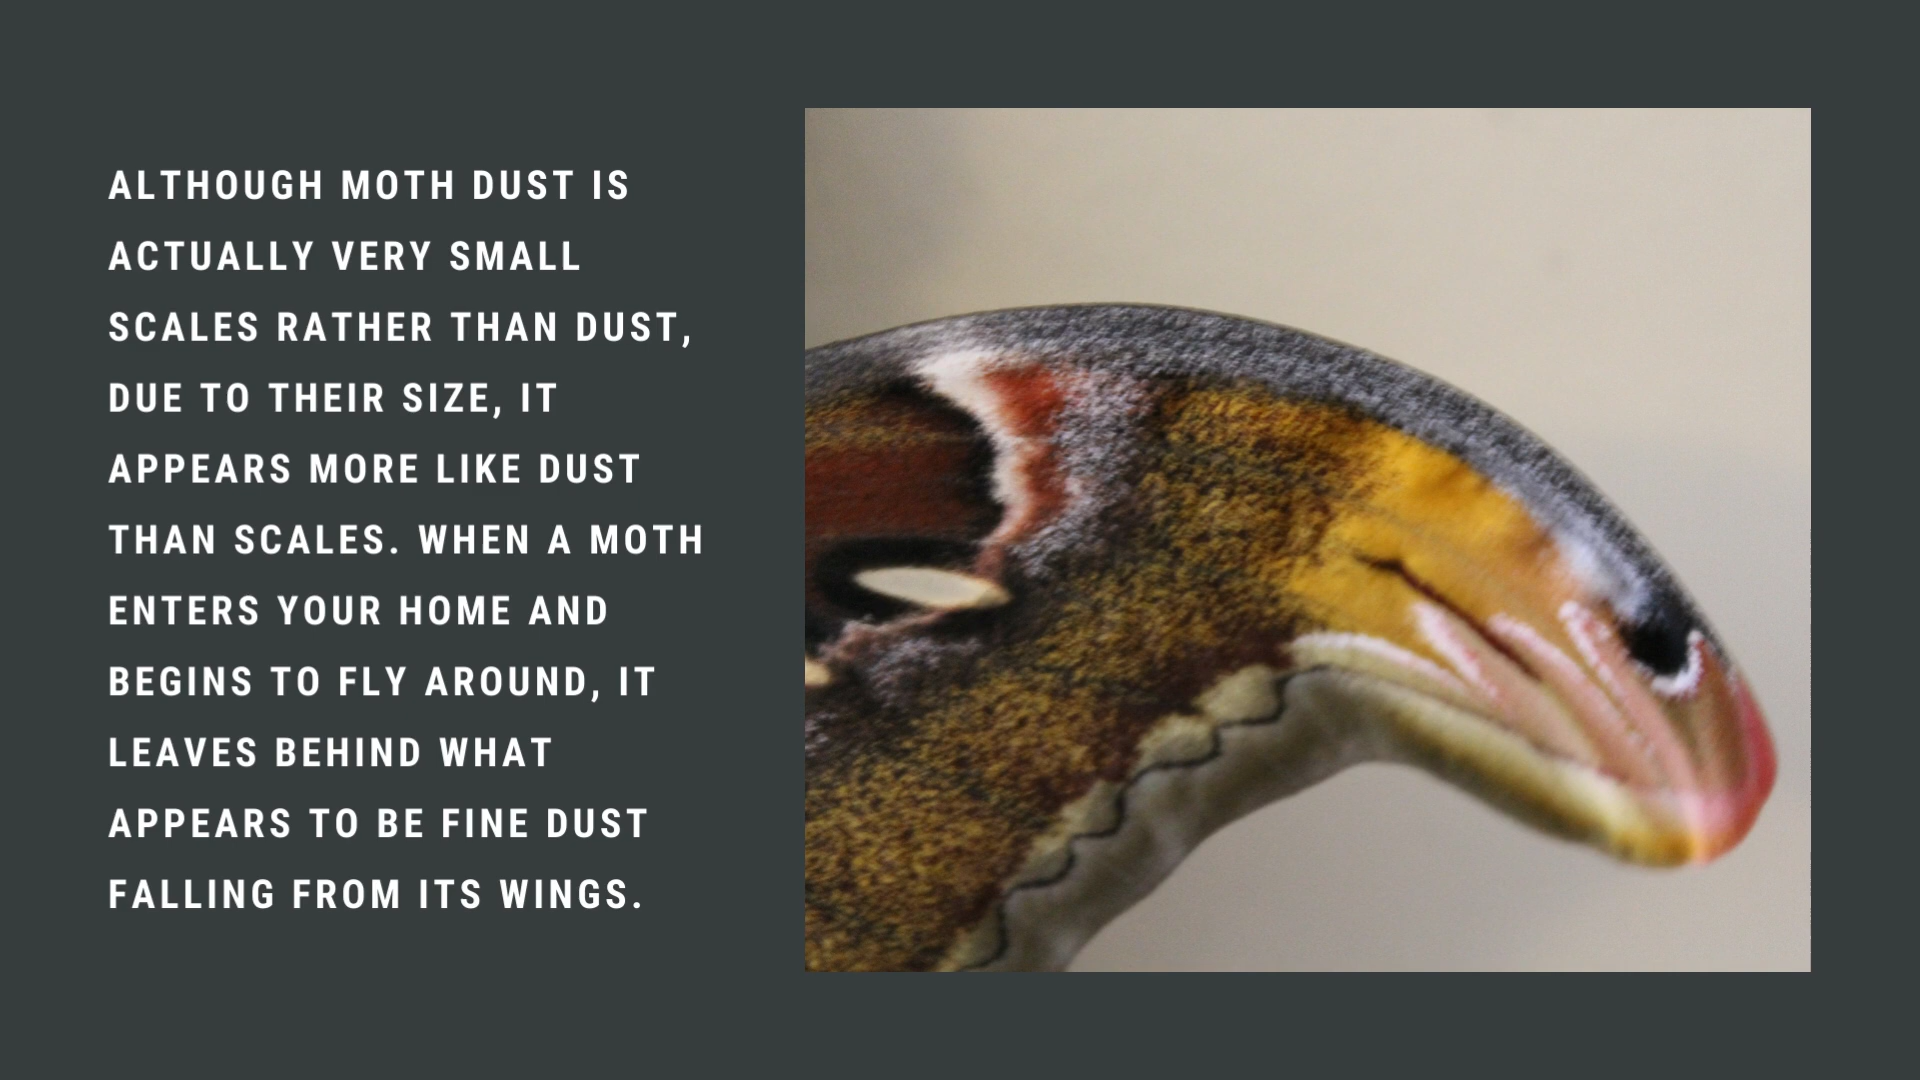 ALTHOUGH MOTH DUST IS
ACTUALLY VERY SMALL
SCALES RATHER THAN DUST,
DUE TO THEIR SIZE, IT
APPEARS MORE LIKE DUST
THAN SCALES. WHEN A MOTH
ENTERS YOUR HOME AND
BEGINS TO FLY AROUND, IT
LEAVES BEHIND WHAT
APPEARS TO BE FINE DUST
FALLING FROM ITS WINGS.